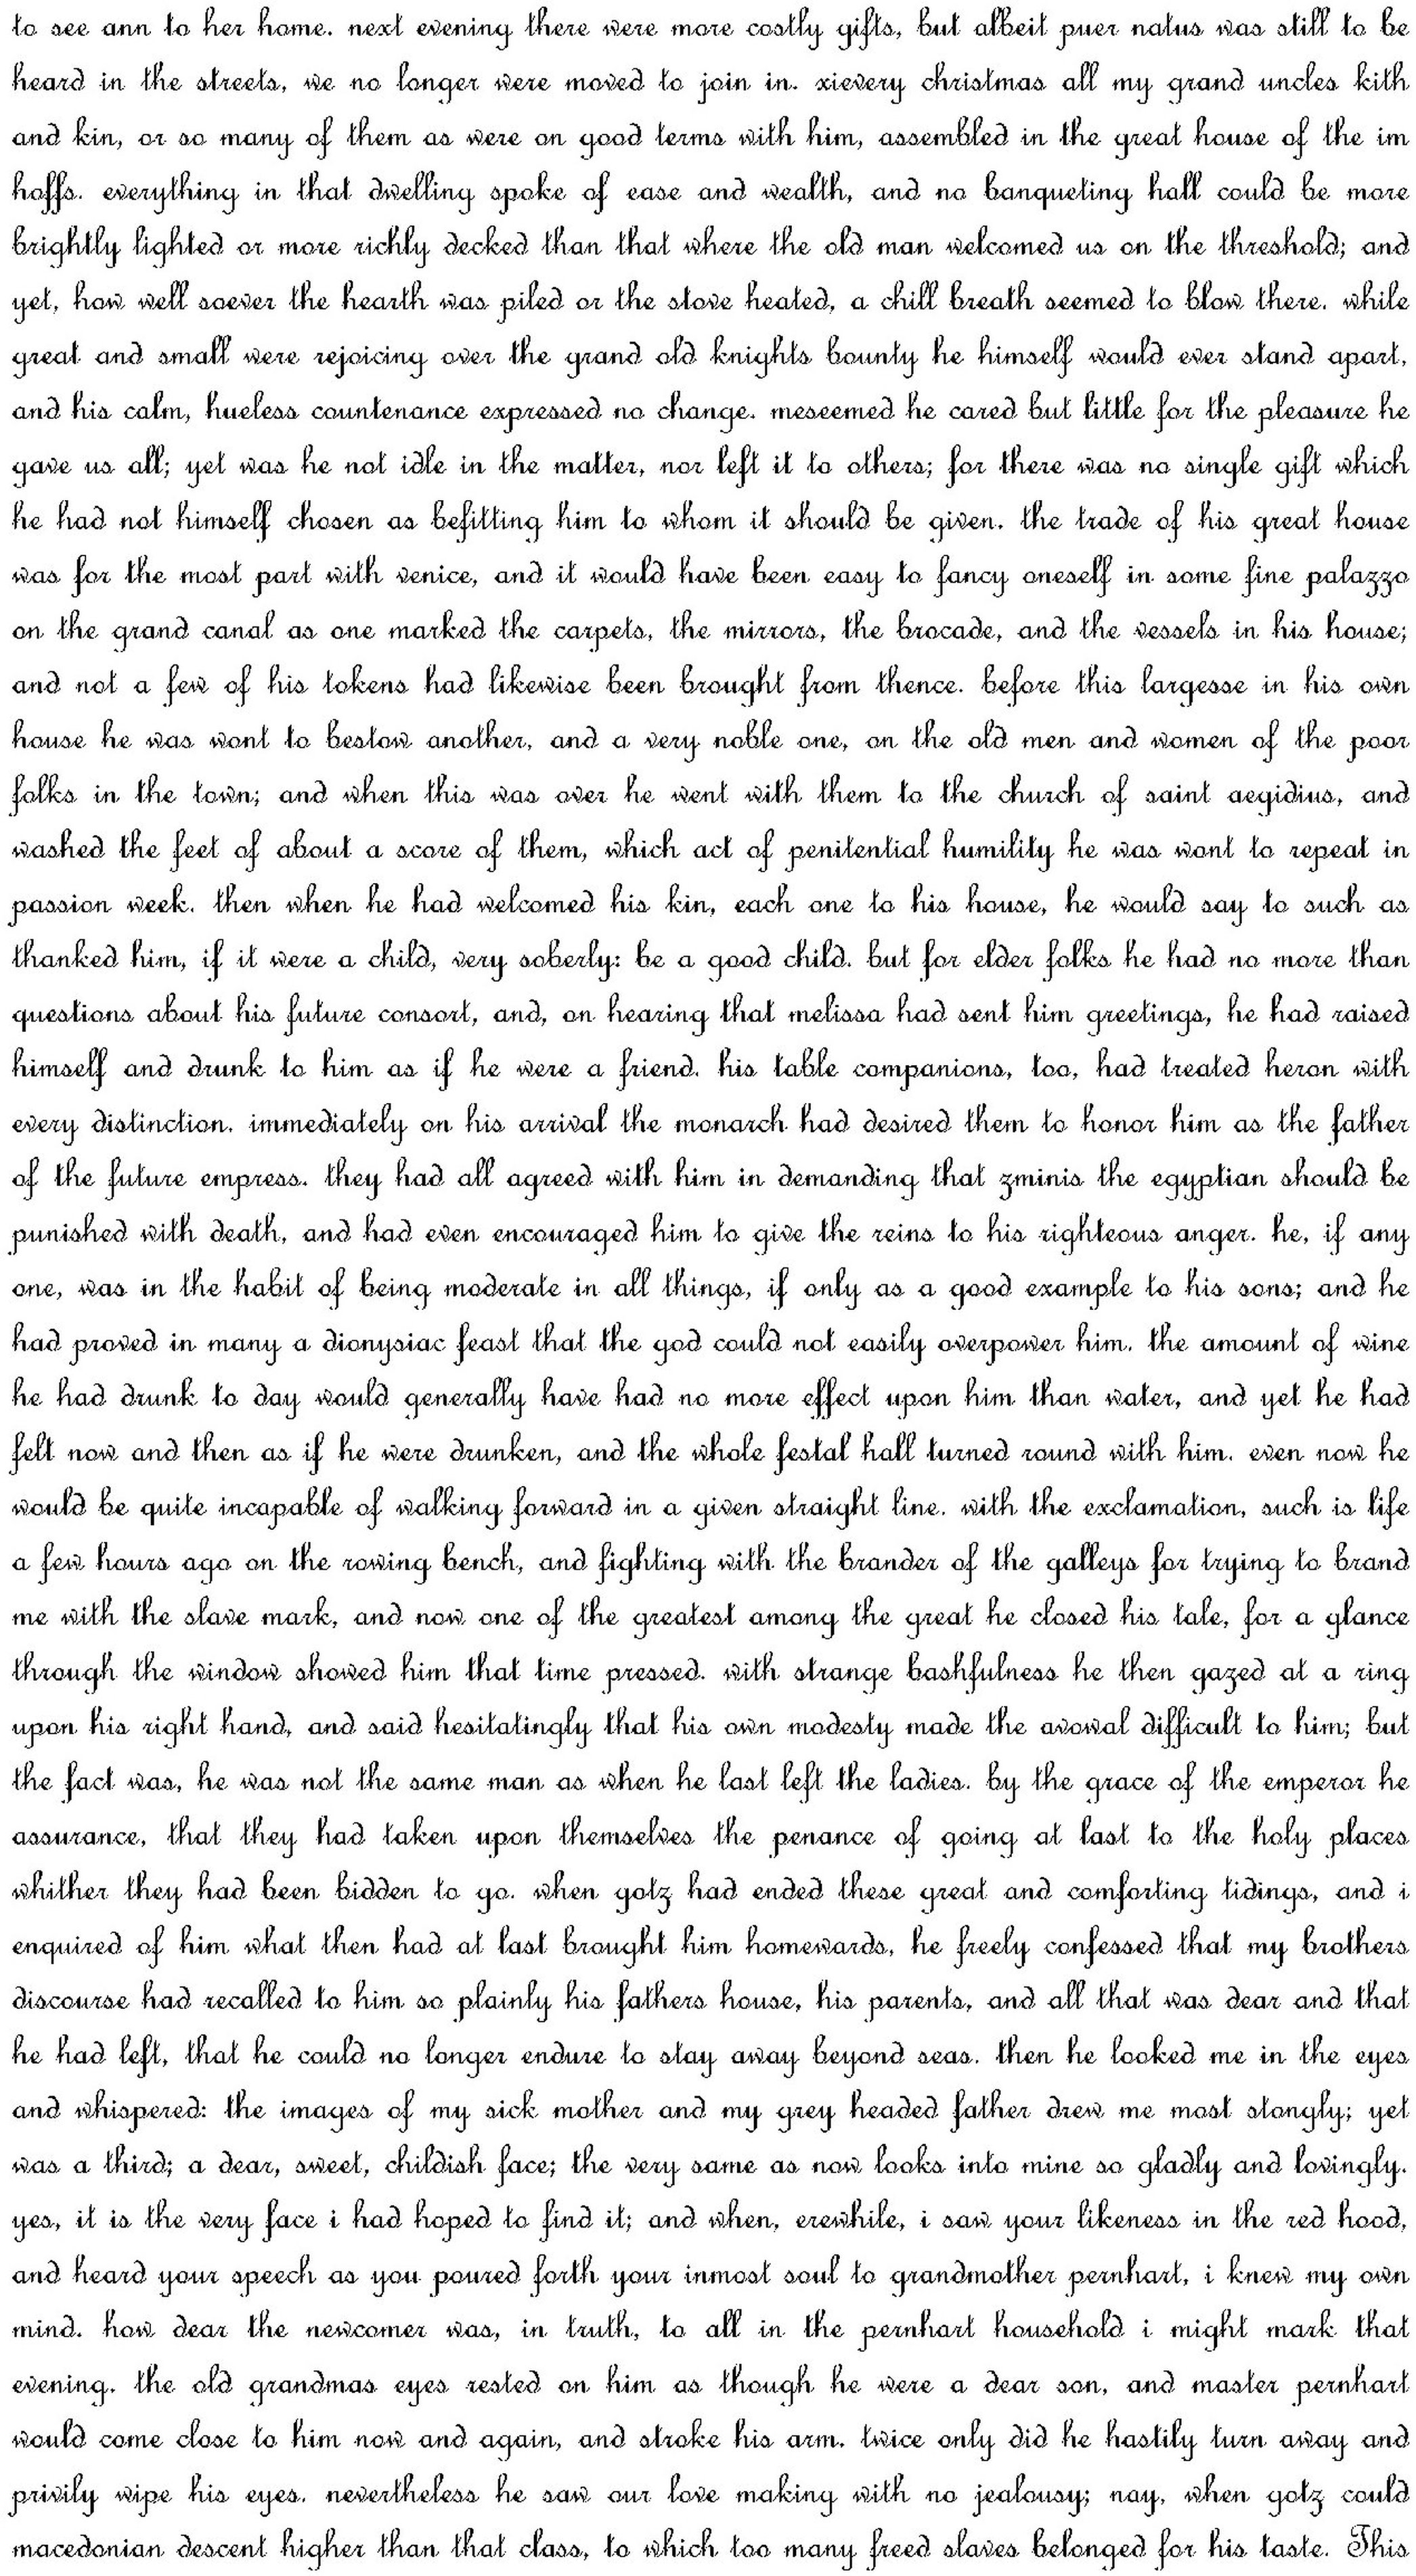 to see ann to her home. next evening there were more costly gifts, but albeit puer natus was still to be
heard in the streets, we no longer were moved to join in. xievery christmas all my grand uncles kith
and kin, or so many of them as were on good terms with him, assembled in the great house of the im
hoffs. everything in that dwelling spoke of ease and wealth, and no banqueting hall could be more
brightly lighted or more richly decked than that where the old man welcomed us on the threshold; and
yet, how well soever the hearth was piled or the stove heated, a chill breath seemed to blow there. while
great and small were rejoicing over the grand old knights bounty he himself would ever stand apart,
and his calm, hueless countenance expressed no change. meseemed he cared but little for the pleasure he
gave us all; yet was he not idle in the matter, nor left it to others; for there was no single gift which
he had not himself chosen as befitting him to whom it should be given. the trade of his great house
was for the most part with venice, and it would have been easy to fancy oneself in some fine palazzo
on the grand canal as one marked the carpets, the mirrors, the brocade, and the vessels in his house;
and not a few of his tokens had likewise been brought from thence. before this largesse in his own
house he was wont to bestow another, and a very noble one, on the old men and women of the poor
folks in the town; and when this was over he went with them to the church of saint aegidius, and
washed the feet of about a score of them, which act of penitential humility he was wont to repeat in
passion week. then when he had welcomed his kin, each one to his house, he would say to such as
thanked him, if it were a child, very soberly: be a good child. but for elder folks he had no more than
questions about his future consort, and, on hearing that melissa had sent him greetings, he had raised
himself and drunk to him as if he were a friend. his table companions, too, had treated heron with
every distinction. immediately on his arrival the monarch had desired them to honor him as the father
of the future empress. they had all agreed with him in demanding that zminis the egyptian should be
punished with death, and had even encouraged him to give the reins to his righteous anger. he, if any
one, was in the habit of being moderate in all things, if only as a good example to his sons; and he
had proved in many a dionysiac feast that the god could not easily overpower him. the amount of wine
he had drunk to day would generally have had no more effect upon him than water, and yet he had
felt now and then as if he were drunken, and the whole festal hall turned round with him. even now he
would be quite incapable of walking forward in a given straight line. with the exclamation, such is life
a few hours ago on the rowing bench, and fighting with the brander of the galleys for trying to brand
me with the slave mark, and now one of the greatest among the great he closed his tale, for a glance
through the window showed him that time pressed. with strange bashfulness he then gazed at a ring
upon his right hand, and said hesitatingly that his own modesty made the avowal difficult to him; but
the fact was, he was not the same man as when he last left the ladies. by the grace of the emperor he
assurance, that they had taken upon themselves the penance of going at last to the holy places
whither they had been bidden to go. when gotz had ended these great and comforting tidings, and i
enquired of him what then had at last brought him homewards, he freely confessed that my brothers
discourse had recalled to him so plainly his fathers house, his parents, and all that was dear and that
he had left, that he could no longer endure to stay away beyond seas. then he looked me in the eyes
and whispered: the images of my sick mother and my grey headed father drew me most stongly; yet
was a third; a dear, sweet, childish face; the very same as now looks into mine so gladly and lovingly.
yes, it is the very face i had hoped to find it; and when, erewhile, i saw your likeness in the red hood,
and heard your speech as you poured forth your inmost soul to grandmother pernhart, i knew my own
mind. how dear the newcomer was, in truth, to all in the pernhart household i might mark that
evening. the old grandmas eyes rested on him as though he were a dear son, and master pernhart
would come close to him now and again, and stroke his arm. twice only did he hastily turn away and
privily wipe his eyes. nevertheless he saw our love making with no jealousy; nay, when gotz could
macedonian descent higher than that class, to which too many freed slaves belonged for his taste. This